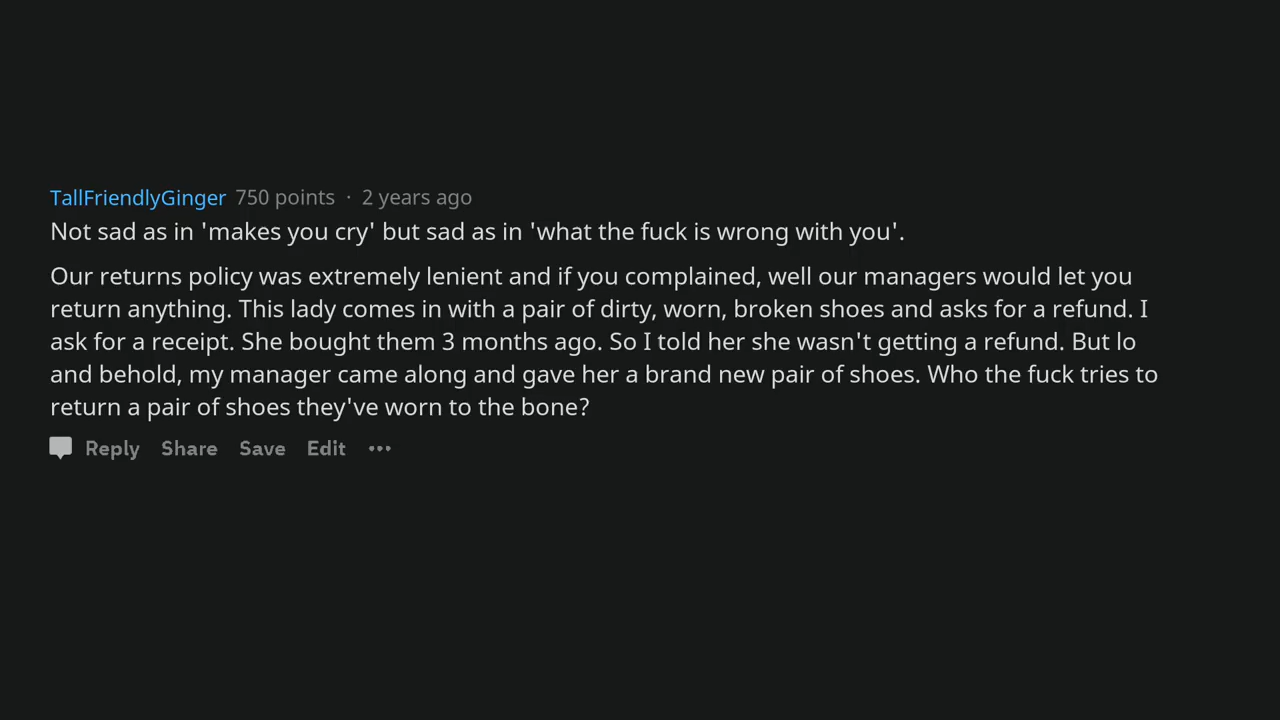 TallFriendlyGinger 750 points · 2 years ago
Not sad as in 'makes you cry' but sad as in 'what the fuck is wrong with you'.
Our returns policy was extremely lenient and if you complained, well our managers would let you
return anything. This lady comes in with a pair of dirty, worn, broken shoes and asks for a refund. I
ask for a receipt. She bought them 3 months ago. So I told her she wasn't getting a refund. But lo
and behold, my manager came along and gave her a brand new pair of shoes. Who the fuck tries to
return a pair of shoes they've worn to the bone?
Reply Share Save Edit •••